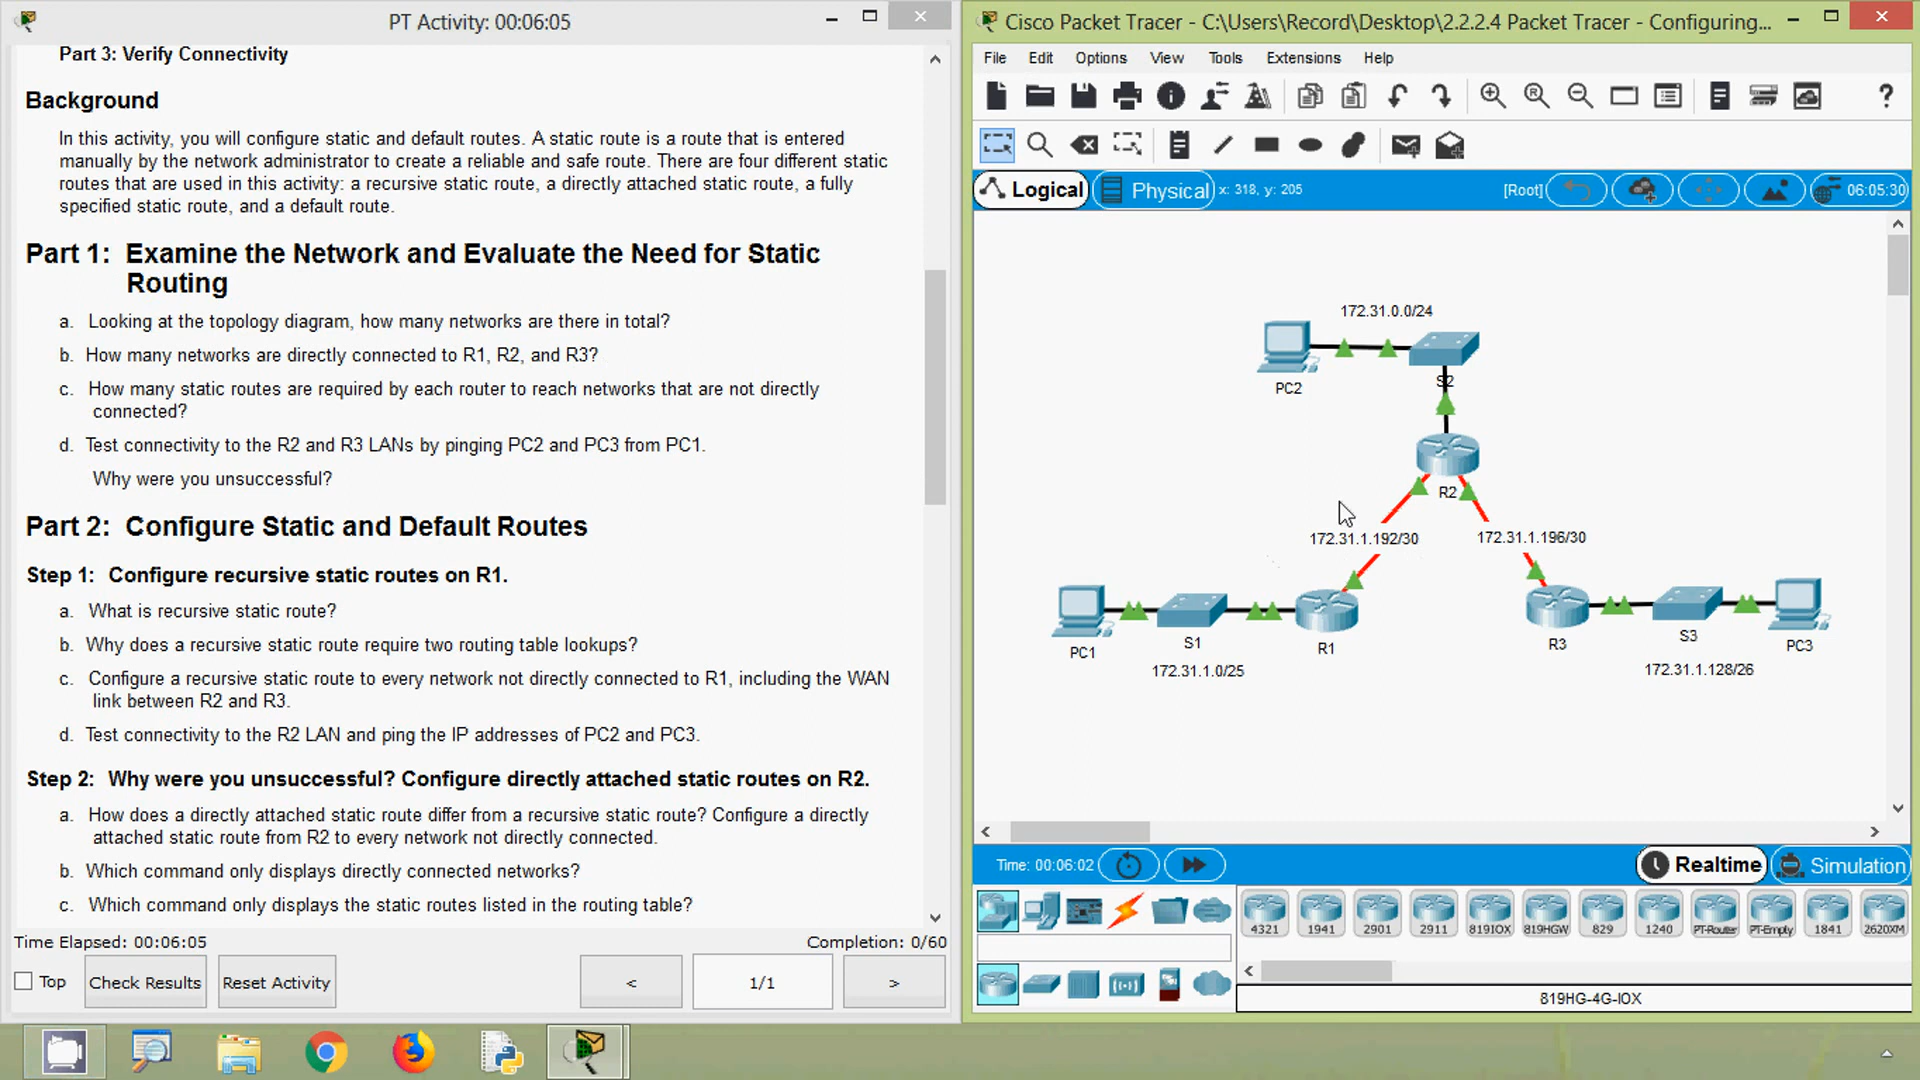 PT Activity: 00:06:05
Part 3: Verify Connectivity
Background
In this activity, you will configure static and default routes. A static route is a route that is entered
manually by the network administrator to create a reliable and safe route. There are four different static
routes that are used in this activity: a recursive static route, a directly attached static route, a fully
specified static route, and a default route.
Part 1: Examine the Network and Evaluate the Need for Static
Routing
a. Looking at the topology diagram, how many networks are there in total?
b. How many networks are directly connected to R1, R2, and R3?
c. How many static routes are required by each router to reach networks that are not directly
connected?
d. Test connectivity to the R2 and R3 LANs by pinging PC2 and PC3 from PC1.
Why were you unsuccessful?
Part 2: Configure Static and Default Routes
Step 1: Configure recursive static routes on R1.
a. What is recursive static route?
b. Why does a recursive static route require two routing table lookups?
c. Configure a recursive static route to every network not directly connected to R1, including the WAN
link between R2 and R3.
d. Test connectivity to the R2 LAN and ping the IP addresses of PC2 and PC3.
Step 2: Why were you unsuccessful? Configure directly attached static routes on R2.
a. How does a directly attached static route differ from a recursive static route? Configure a directly
attached static route from R2 to every network not directly connected.
b. Which command only displays directly connected networks?
c. Which command only displays the static routes listed in the routing table?
Time Elapsed: 00:06:05
Completion: 0/60
Top
Check Results
Reset Activity
<
1/1
>
Cisco Packet Tracer - C:\Users\Record\Desktop\2.2.2.4 Packet Tracer - Configuring...
File Edit Options View Tools Extensions Help
Logical
Physical
x: 318, y: 205
[Root]
06:05:30
172.31.0.0/24
PC2
S2
R2
172.31.1.192/30
172.31.1.196/30
PC1
S1
R1
R3
S3
PC3
172.31.1.0/25
172.31.1.128/26
Time: 00:06:02
Realtime
Simulation
4321 1941 2901 2911 819IOX 819HGW 829 1240 PT-Router PT-Empty 1841 2620XM
819HG-4G-IOX